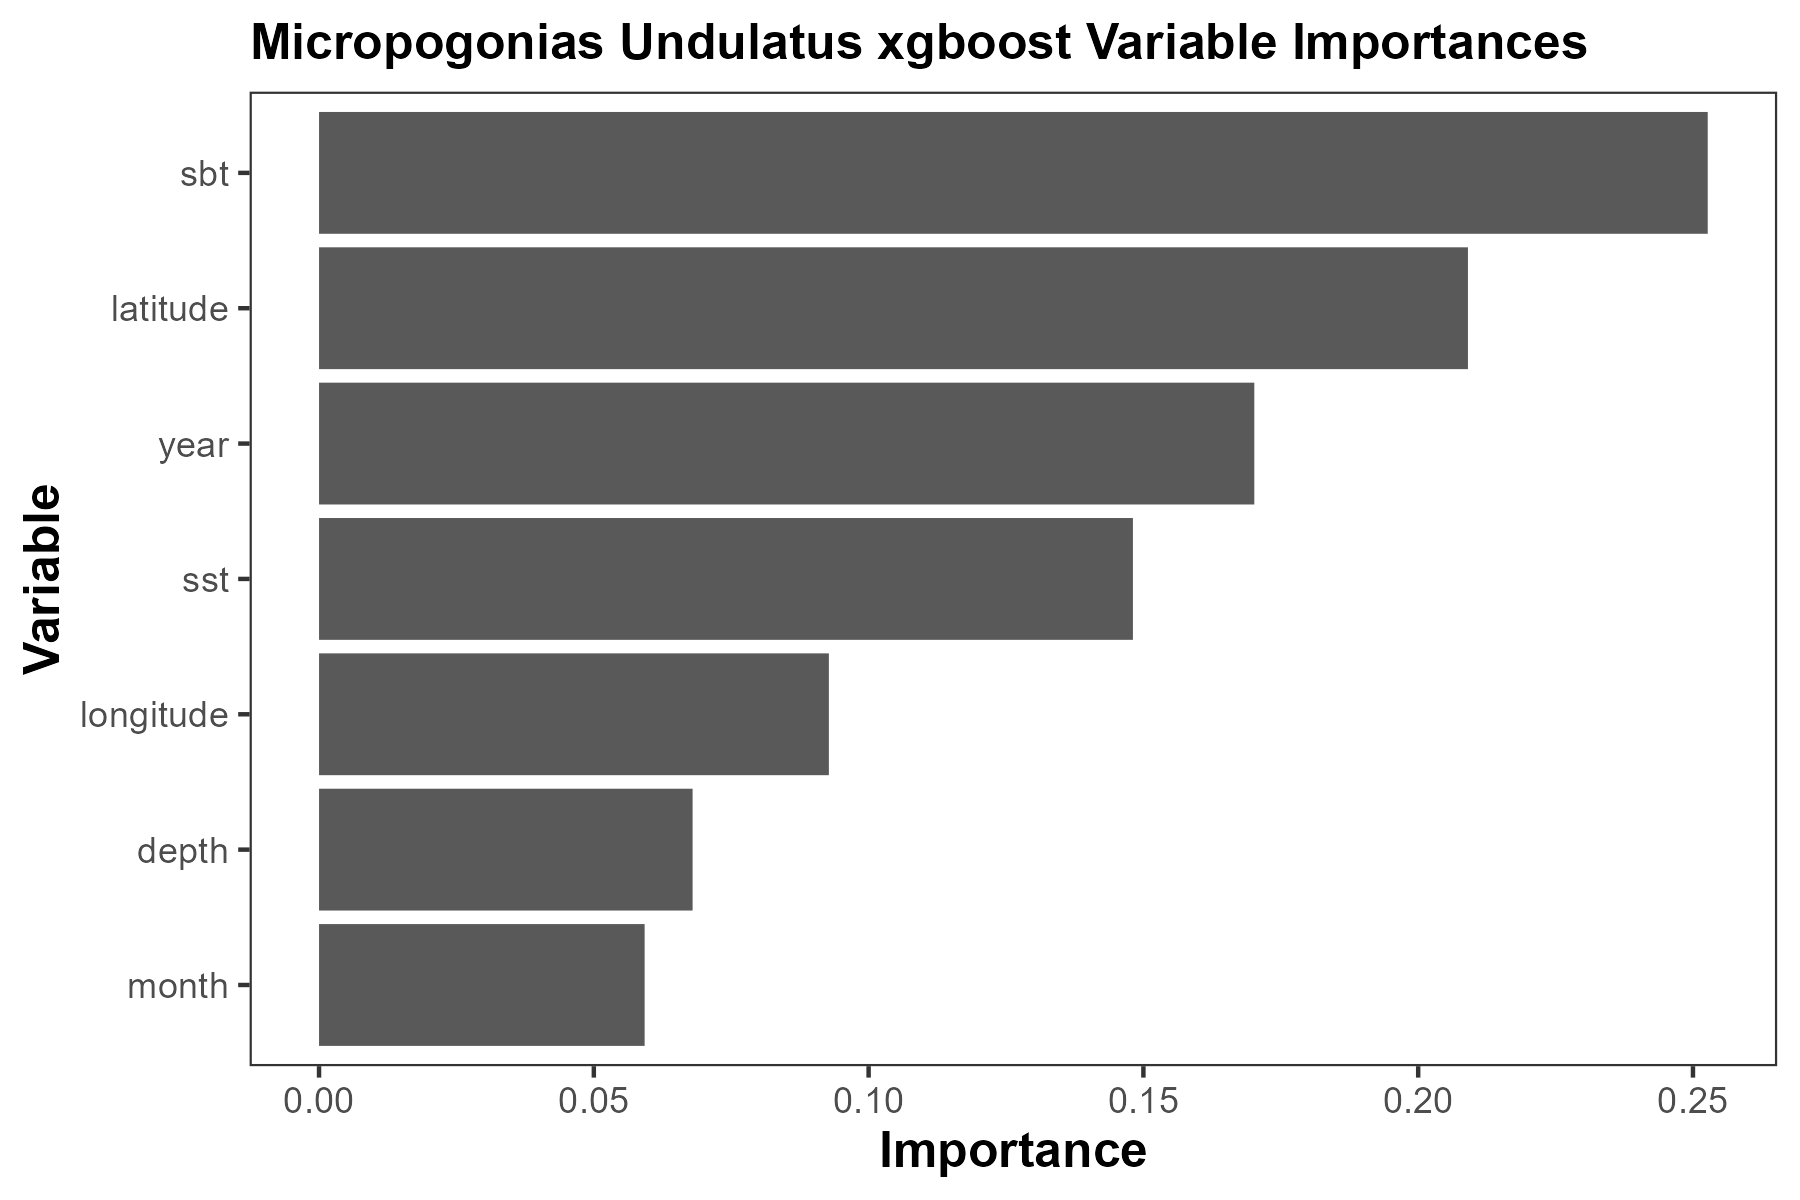 Micropogonias Undulatus xgboost Variable Importances
Variable
sbt
latitude
year
sst
longitude
depth
month
0.00 0.05 0.10 0.15 0.20 0.25
Importance